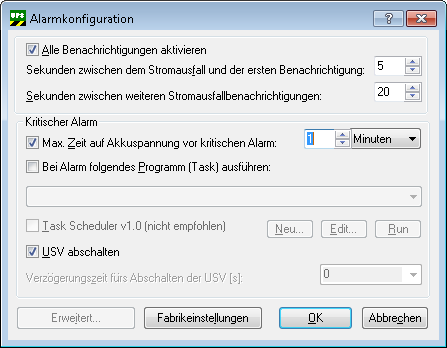 UPS Alarmkonfiguration
Alle Benachrichtigungen aktivieren
Sekunden zwischen dem Stromausfall und der ersten Benachrichtigung: 5
Sekunden zwischen weiteren Stromausfallbenachrichtigungen: 20
Kritischer Alarm
Max. Zeit auf Akkuspannung vor kritischen Alarm: 1 Minuten
Bei Alarm folgendes Programm (Task) ausführen:
Task Scheduler v1.0 (nicht empfohlen) Neu... Edit... Run
USV abschalten
Verzögerungszeit fürs Abschalten der USV [s]: 0
Erweitert... Fabrikeinstellungen OK Abbrechen